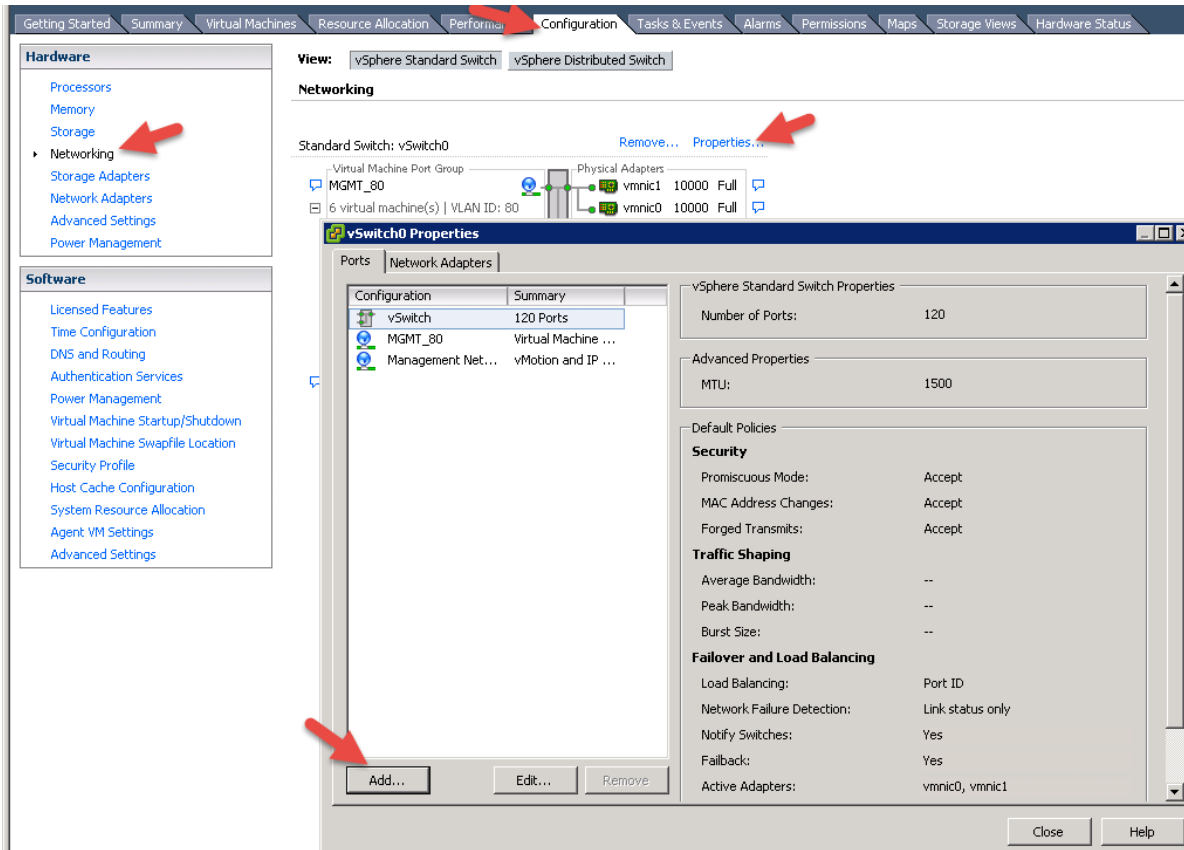 Getting Started Summary Virtual Machines Resource Allocation Configuration Tasks & Events Alarms Permissions Maps Storage Views Hardware Status
Hardware
Processors
Memory
Storage
Networking
Storage Adapters
Network Adapters
Advanced Settings
Power Management
Software
Licensed Features
Time Configuration
DNS and Routing
Authentication Services
Power Management
Virtual Machine Startup/Shutdown
Virtual Machine Swapfile Location
Security Profile
Host Cache Configuration
System Resource Allocation
Agent VM Settings
Advanced Settings
View: vSphere Standard Switch vSphere Distributed Switch
Networking
Standard Switch: vSwitch0 Remove... Properties...
Virtual Machine Port Group Physical Adapters
MGMT_80 vmnic1 10000 Full
6 virtual machine(s) | VLAN ID: 80 vmnic0 10000 Full
vSwitch0 Properties
Ports Network Adapters
Configuration Summary
vSwitch 120 Ports
MGMT_80 Virtual Machine ...
Management Net... vMotion and IP ...
Add... Edit... Remove
vSphere Standard Switch Properties
Number of Ports: 120
Advanced Properties
MTU: 1500
Default Policies
Security
Promiscuous Mode: Accept
MAC Address Changes: Accept
Forged Transmits: Accept
Traffic Shaping
Average Bandwidth: --
Peak Bandwidth: --
Burst Size: --
Failover and Load Balancing
Load Balancing: Port ID
Network Failure Detection: Link status only
Notify Switches: Yes
Failback: Yes
Active Adapters: vmnic0, vmnic1
Close Help